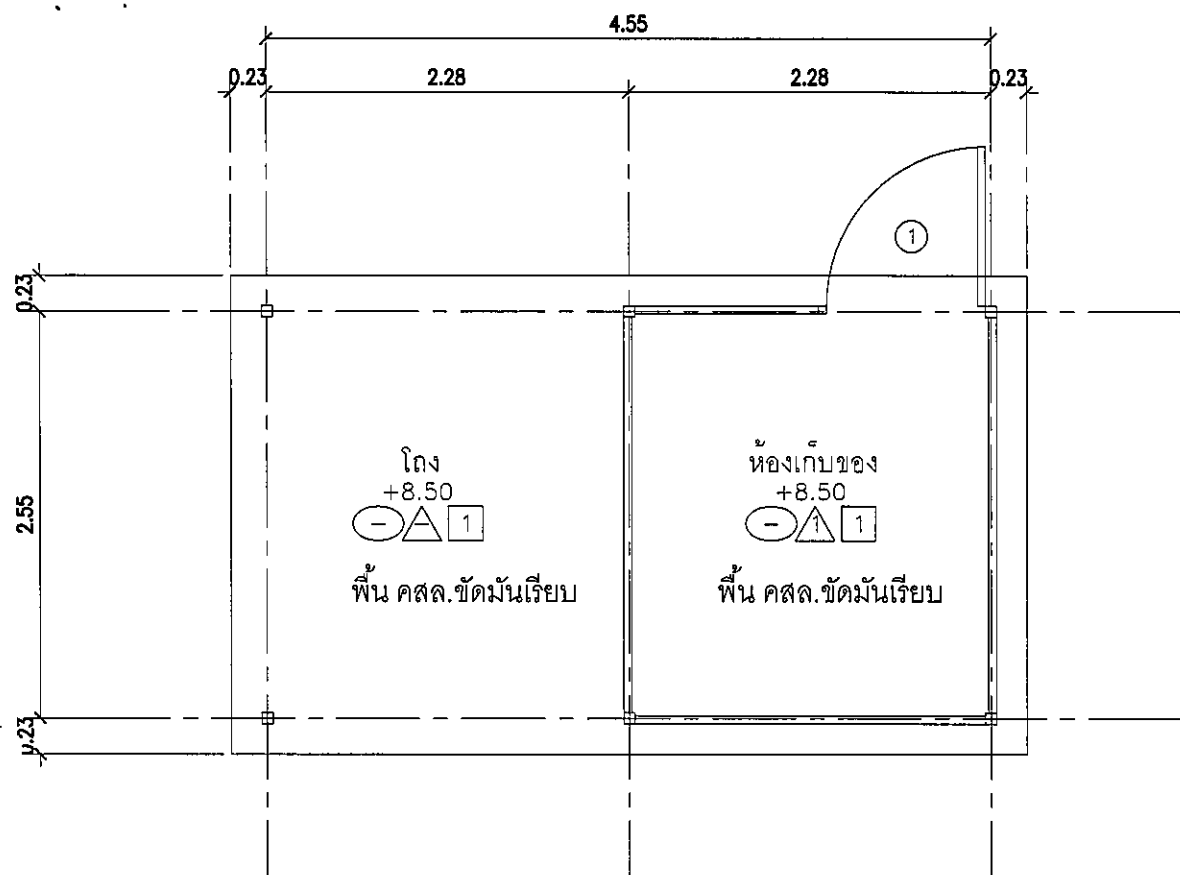 4.55
0.23 2.28 2.28 0.23
1
0.23
2.55
0.23
โถง
+8.50
- - 1
พื้น คสล.ขัดมันเรียบ
ห้องเก็บของ
+8.50
- 1 1
พื้น คสล.ขัดมันเรียบ